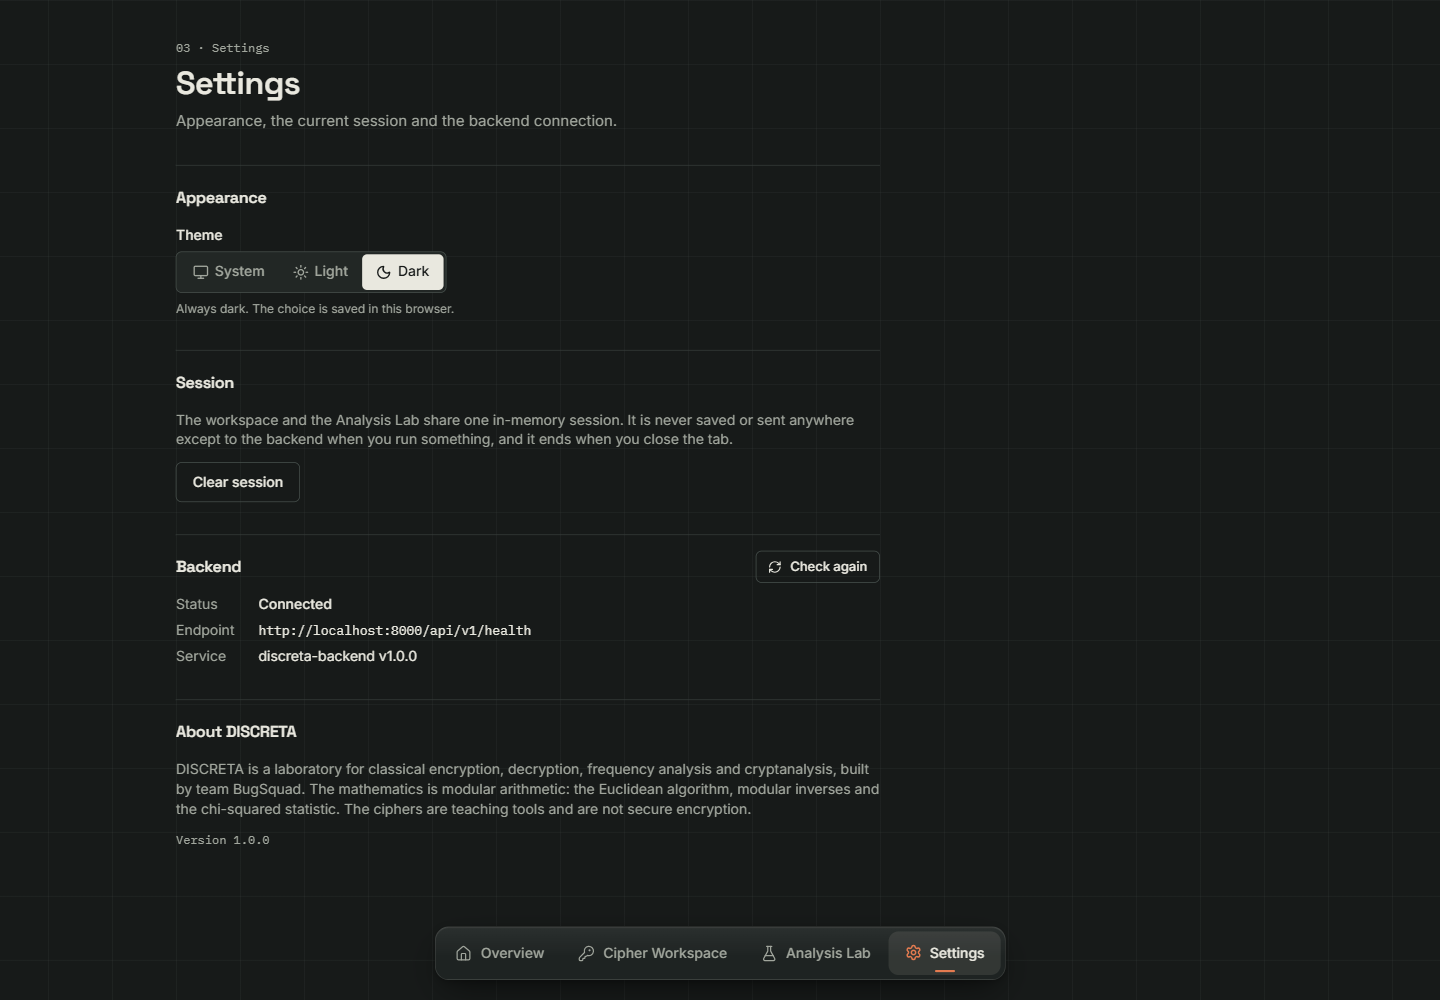 03 · Settings
Settings
Appearance, the current session and the backend connection.
Appearance
Theme
System Light Dark
Always dark. The choice is saved in this browser.
Session
The workspace and the Analysis Lab share one in-memory session. It is never saved or sent anywhere
except to the backend when you run something, and it ends when you close the tab.
Clear session
Backend Check again
Status Connected
Endpoint http://localhost:8000/api/v1/health
Service discreta-backend v1.0.0
About DISCRETA
DISCRETA is a laboratory for classical encryption, decryption, frequency analysis and cryptanalysis, built
by team BugSquad. The mathematics is modular arithmetic: the Euclidean algorithm, modular inverses and
the chi-squared statistic. The ciphers are teaching tools and are not secure encryption.
Version 1.0.0
Overview Cipher Workspace Analysis Lab Settings